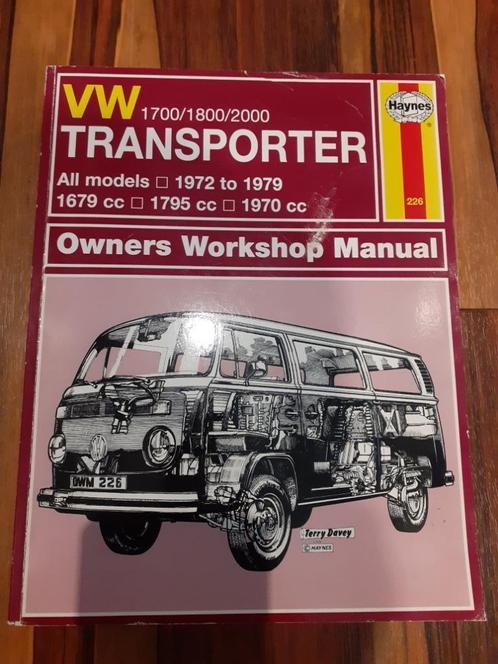 VW 1700/1800/2000
TRANSPORTER
All models □ 1972 to 1979
1679 cc □ 1795 cc □ 1970 cc
Haynes
®
226
Owners Workshop Manual
OWM 226
Terry Davey
© HAYNES